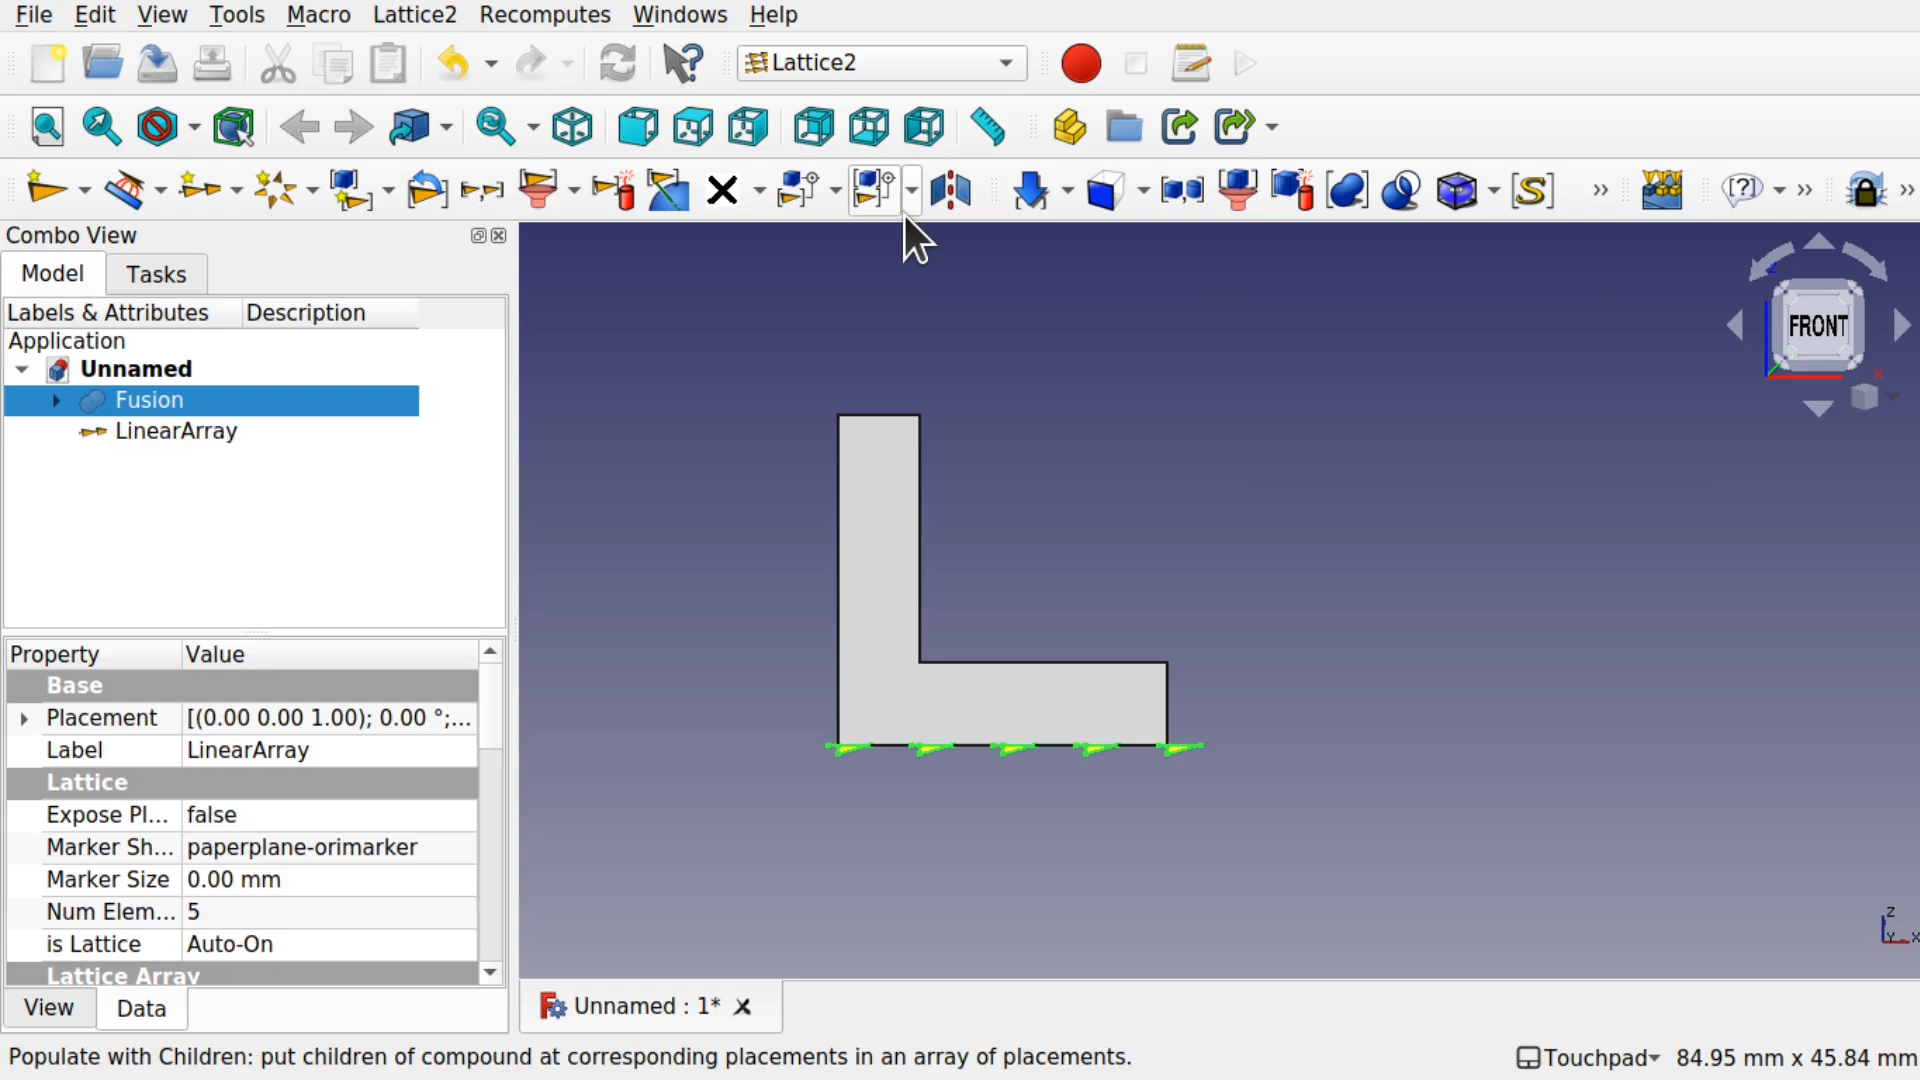 File Edit View Tools Macro Lattice2 Recomputes Windows Help
Lattice2
Combo View
Model Tasks
Labels & Attributes Description
Application
Unnamed
Fusion
LinearArray
Property Value
Base
Placement [(0.00 0.00 1.00); 0.00 °;...
Label LinearArray
Lattice
Expose Pl... false
Marker Sh... paperplane-orimarker
Marker Size 0.00 mm
Num Elem... 5
is Lattice Auto-On
Lattice Array
View Data
FRONT
Z
X
Z
Y X
Unnamed : 1*
Populate with Children: put children of compound at corresponding placements in an array of placements.
Touchpad 84.95 mm x 45.84 mm